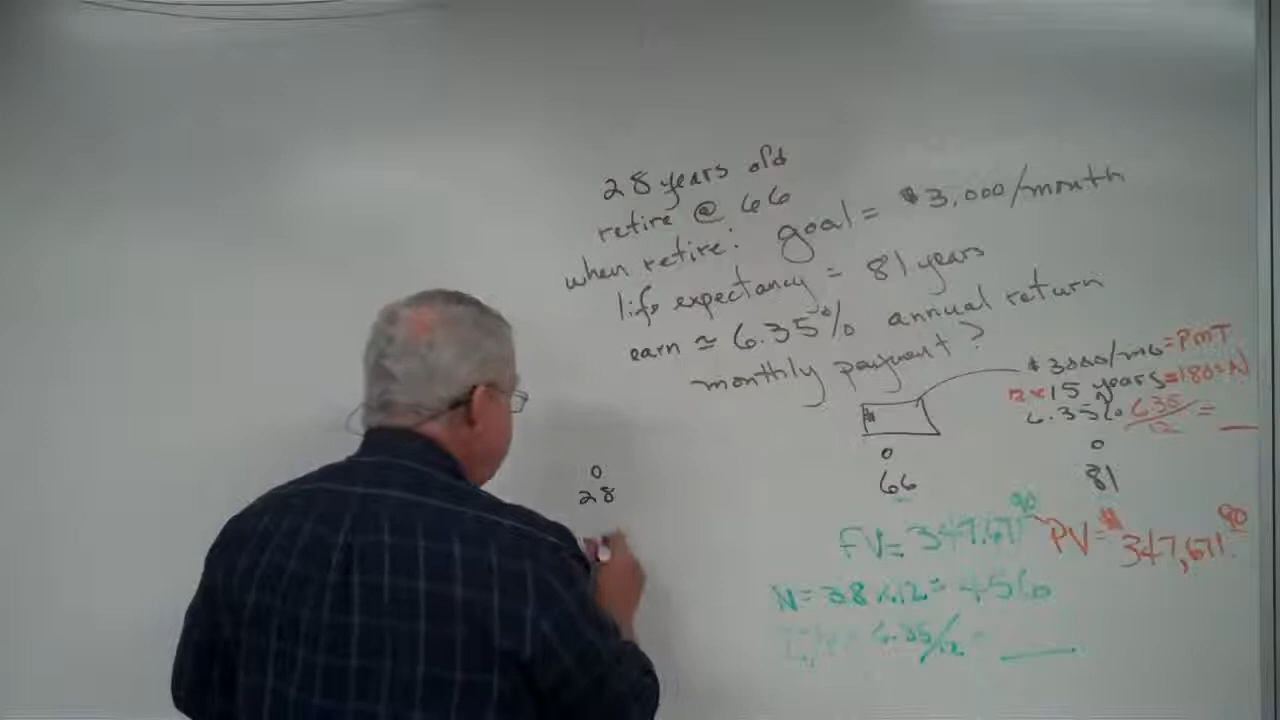 28 years old
retire @ 66
when retire: goal = $3,000/month
life expectancy = 81 years
earn ≈ 6.35% annual return
monthly payment?
$3000/mo = PMT
12 x 15 years = 180 = N
6.35% 6.35/12 = __
0 0 0
28 66 81
FV = 347,671.90 PV = $347,671.90
N = 38 x 12 = 456
6.35/12 = __